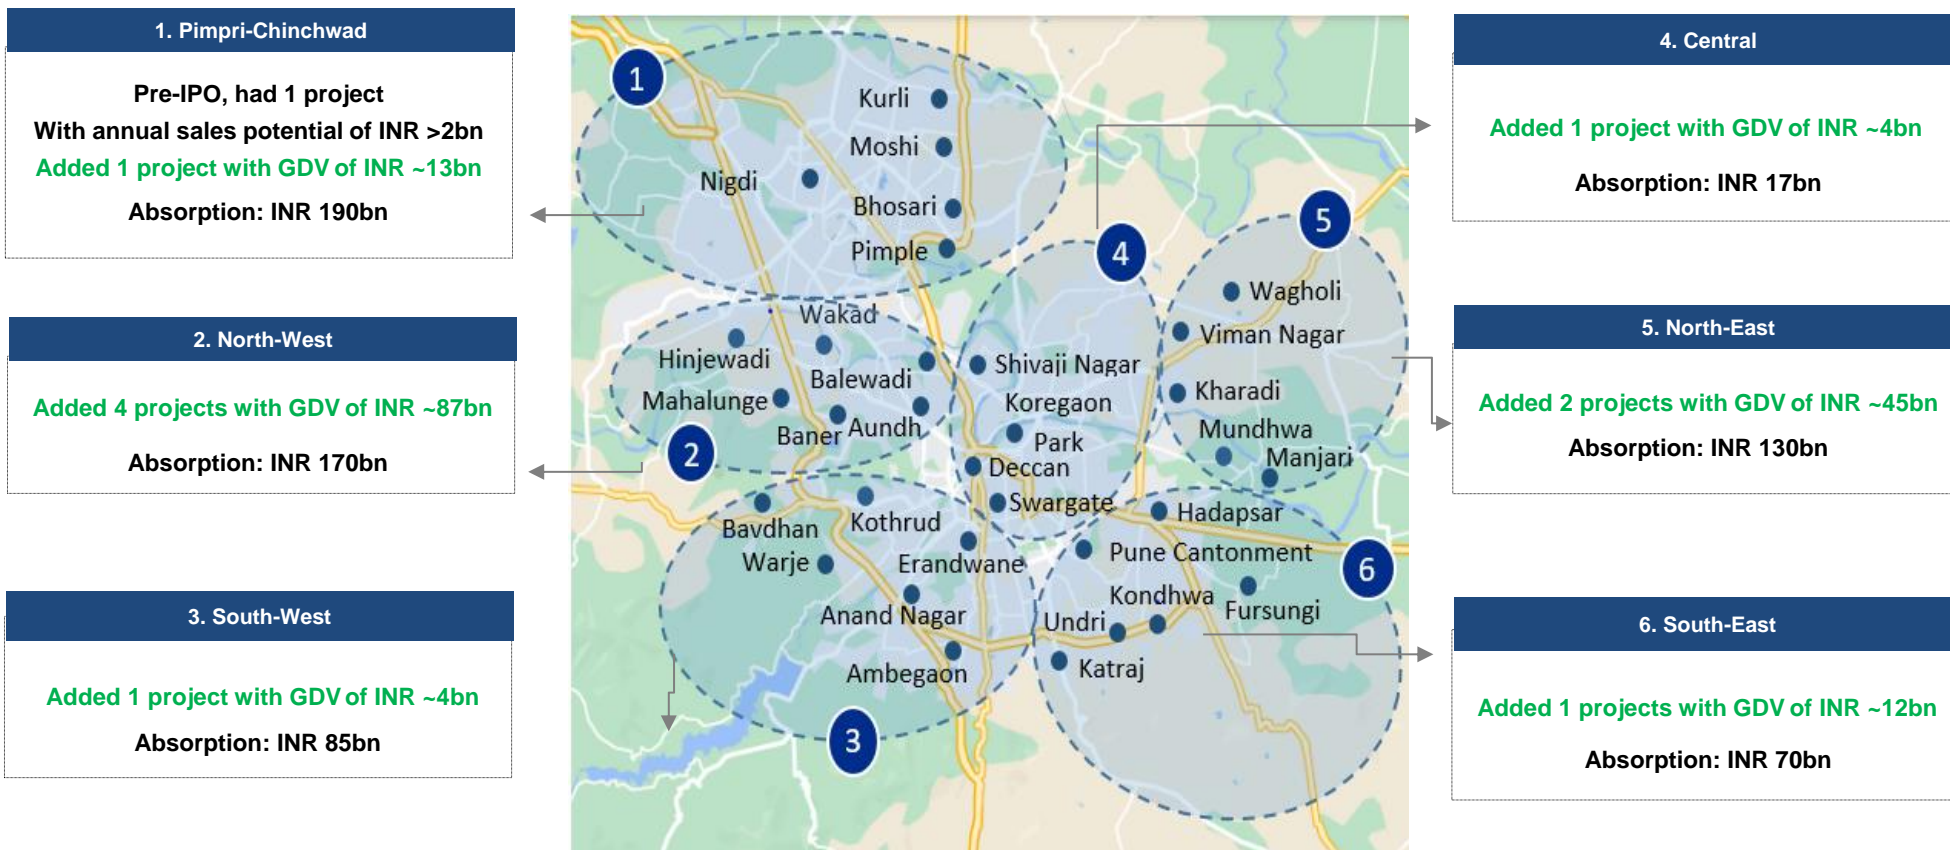 1. Pimpri-Chinchwad
Pre-IPO, had 1 project
With annual sales potential of INR >2bn
Added 1 project with GDV of INR ~13bn
Absorption: INR 190bn
2. North-West
Added 4 projects with GDV of INR ~87bn
Absorption: INR 170bn
3. South-West
Added 1 project with GDV of INR ~4bn
Absorption: INR 85bn
1
Kurli
Moshi
Nigdi
Bhosari
Pimple
Wakad
Hinjewadi
Balewadi
Mahalunge
Baner
Aundh
2
4
Shivaji Nagar
Koregaon
Park
Deccan
Swargate
5
Wagholi
Viman Nagar
Kharadi
Mundhwa
Manjari
Bavdhan
Kothrud
Warje
Erandwane
Anand Nagar
Ambegaon
3
Hadapsar
Pune Cantonment
6
Kondhwa
Fursungi
Undri
Katraj
4. Central
Added 1 project with GDV of INR ~4bn
Absorption: INR 17bn
5. North-East
Added 2 projects with GDV of INR ~45bn
Absorption: INR 130bn
6. South-East
Added 1 projects with GDV of INR ~12bn
Absorption: INR 70bn